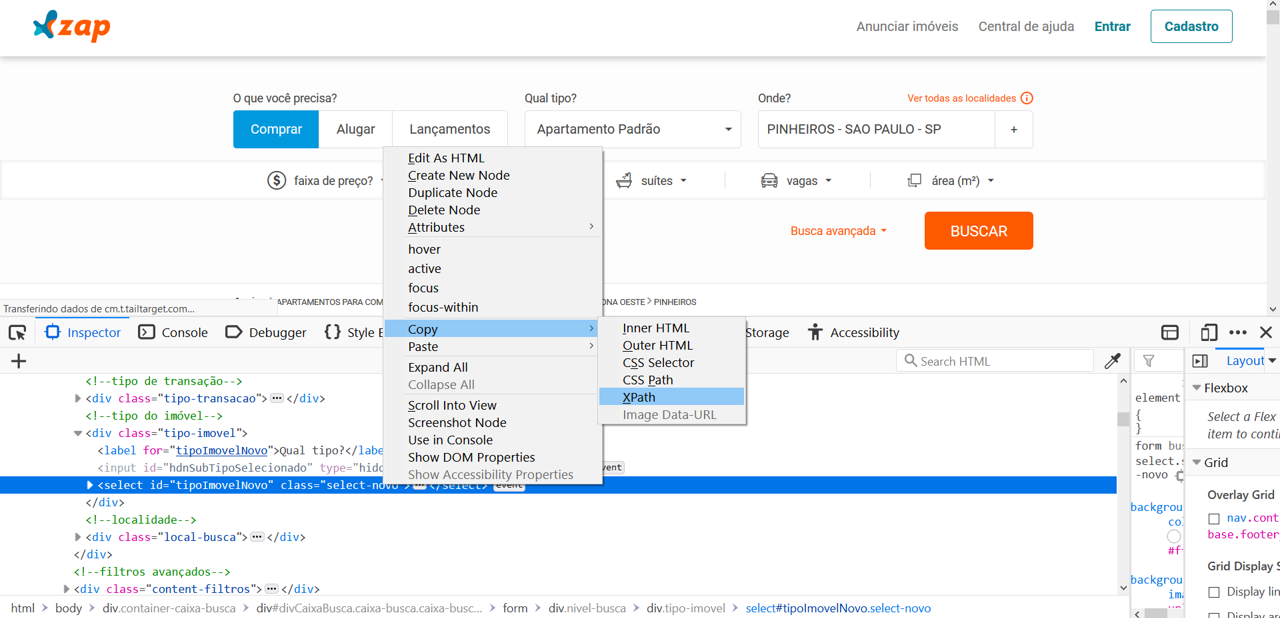 zap
Anunciar imóveis Central de ajuda Entrar Cadastro
O que você precisa? Qual tipo? Onde? Ver todas as localidades
Comprar Alugar Lançamentos Apartamento Padrão PINHEIROS - SAO PAULO - SP +
faixa de preço? suítes vagas área (m²)
Busca avançada BUSCAR
APARTAMENTOS PARA COM ONA OESTE > PINHEIROS
Transferindo dados de cm.t.tailtarget.com...
Edit As HTML
Create New Node
Duplicate Node
Delete Node
Attributes
hover
active
focus
focus-within
Copy
Paste
Expand All
Collapse All
Scroll Into View
Screenshot Node
Use in Console
Show DOM Properties
Show Accessibility Properties
Inner HTML
Outer HTML
CSS Selector
CSS Path
XPath
Image Data-URL
Inspector Console Debugger {} Style E Storage Accessibility
+ Search HTML Layout
<!--tipo de transação-->
<div class="tipo-transacao"> ••• </div>
<!--tipo do imóvel-->
<div class="tipo-imovel">
<label for="tipoImovelNovo">Qual tipo?</labe
<input id="hdnSubTipoSelecionado" type="hidd vent
<select id="tipoImovelNovo" class="select-novo ••• </select> event
</div>
<!--localidade-->
<div class="local-busca"> ••• </div>
</div>
<!--filtros avançados-->
<div class="content-filtros"> ••• </div>
element
{
}
form bus
select.s
-novo
backgrou
co
#f
backgrou
ima
Flexbox
Select a Flex
item to contin
Grid
Overlay Grid
nav.cont
base.footer
Grid Display S
Display lin
Display ar
html > body > div.container-caixa-busca > div#divCaixaBusca.caixa-busca.caixa-busc... > form > div.nivel-busca > div.tipo-imovel > select#tipoImovelNovo.select-novo